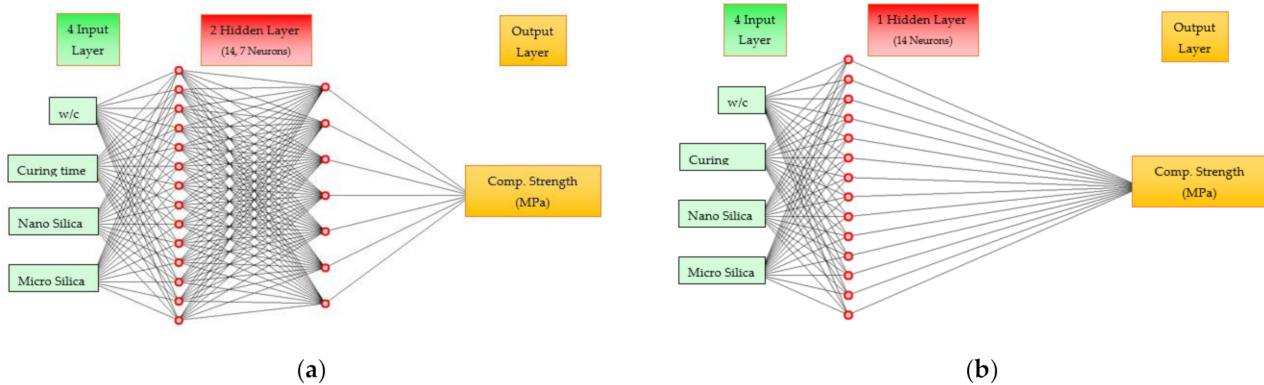 4 Input
Layer
2 Hidden Layer
(14, 7 Neurons)
Output
Layer
w/c
Curing time
Nano Silica
Micro Silica
Comp. Strength
(MPa)
(a)
4 Input
Layer
1 Hidden Layer
(14 Neurons)
Output
Layer
w/c
Curing
Nano Silica
Micro Silica
Comp. Strength
(MPa)
(b)